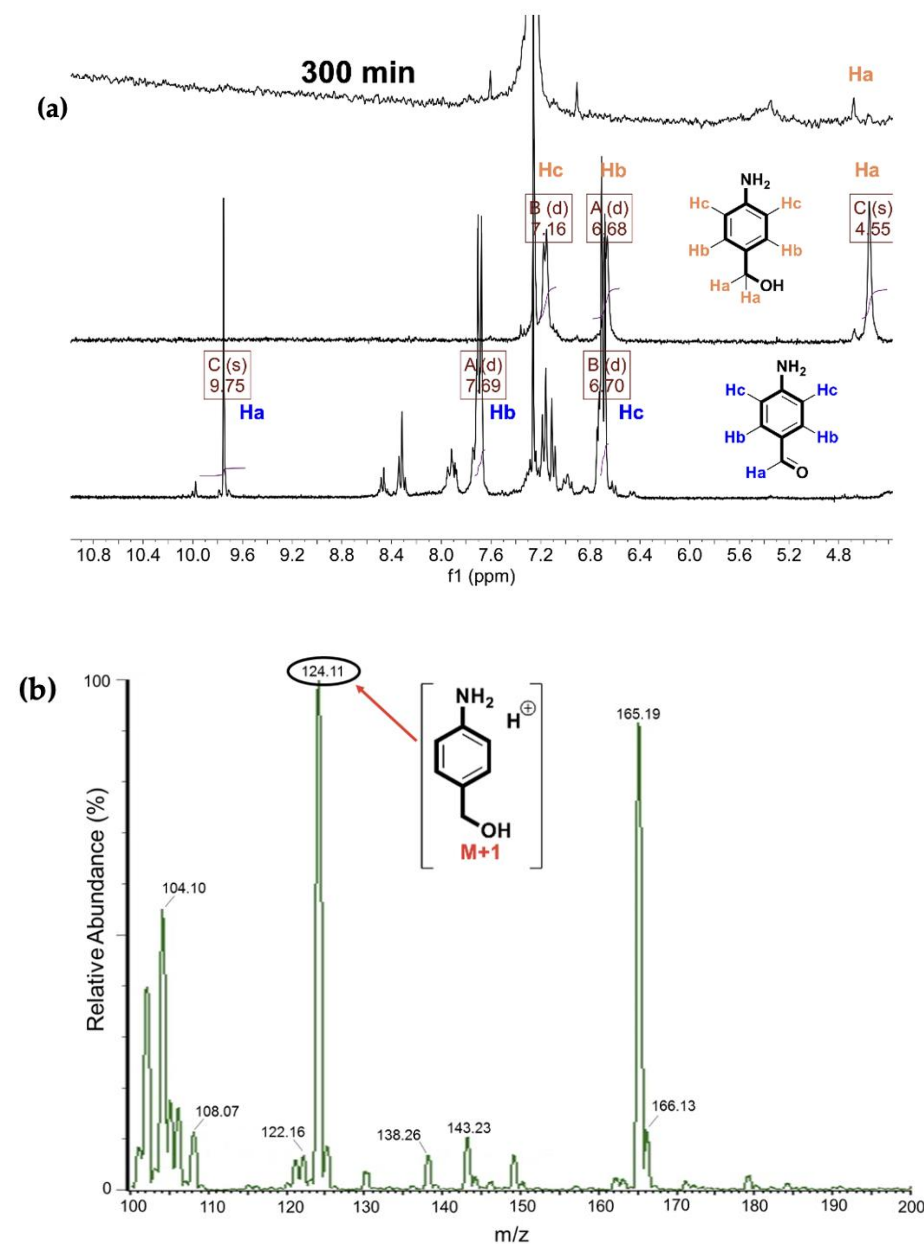 (a)
300 min
Ha
Hc
Hb
Ha
B (d)
7.16
A (d)
6.68
C (s)
4.55
NH2
Hc
Hc
Hb
Hb
Ha
OH
Ha
C (s)
9.75
Ha
A (d)
7.69
Hb
B (d)
6.70
Hc
NH2
Hc
Hc
Hb
Hb
Ha
O
10.8 10.4 10.0 9.6 9.2 8.8 8.4 8.0 7.6 7.2 6.8 6.4 6.0 5.6 5.2 4.8
f1 (ppm)
(b)
100
124.11
NH2
H⊕
OH
M+1
165.19
104.10
108.07
122.16
138.26
143.23
166.13
Relative Abundance (%)
0
100 110 120 130 140 150 160 170 180 190 200
m/z